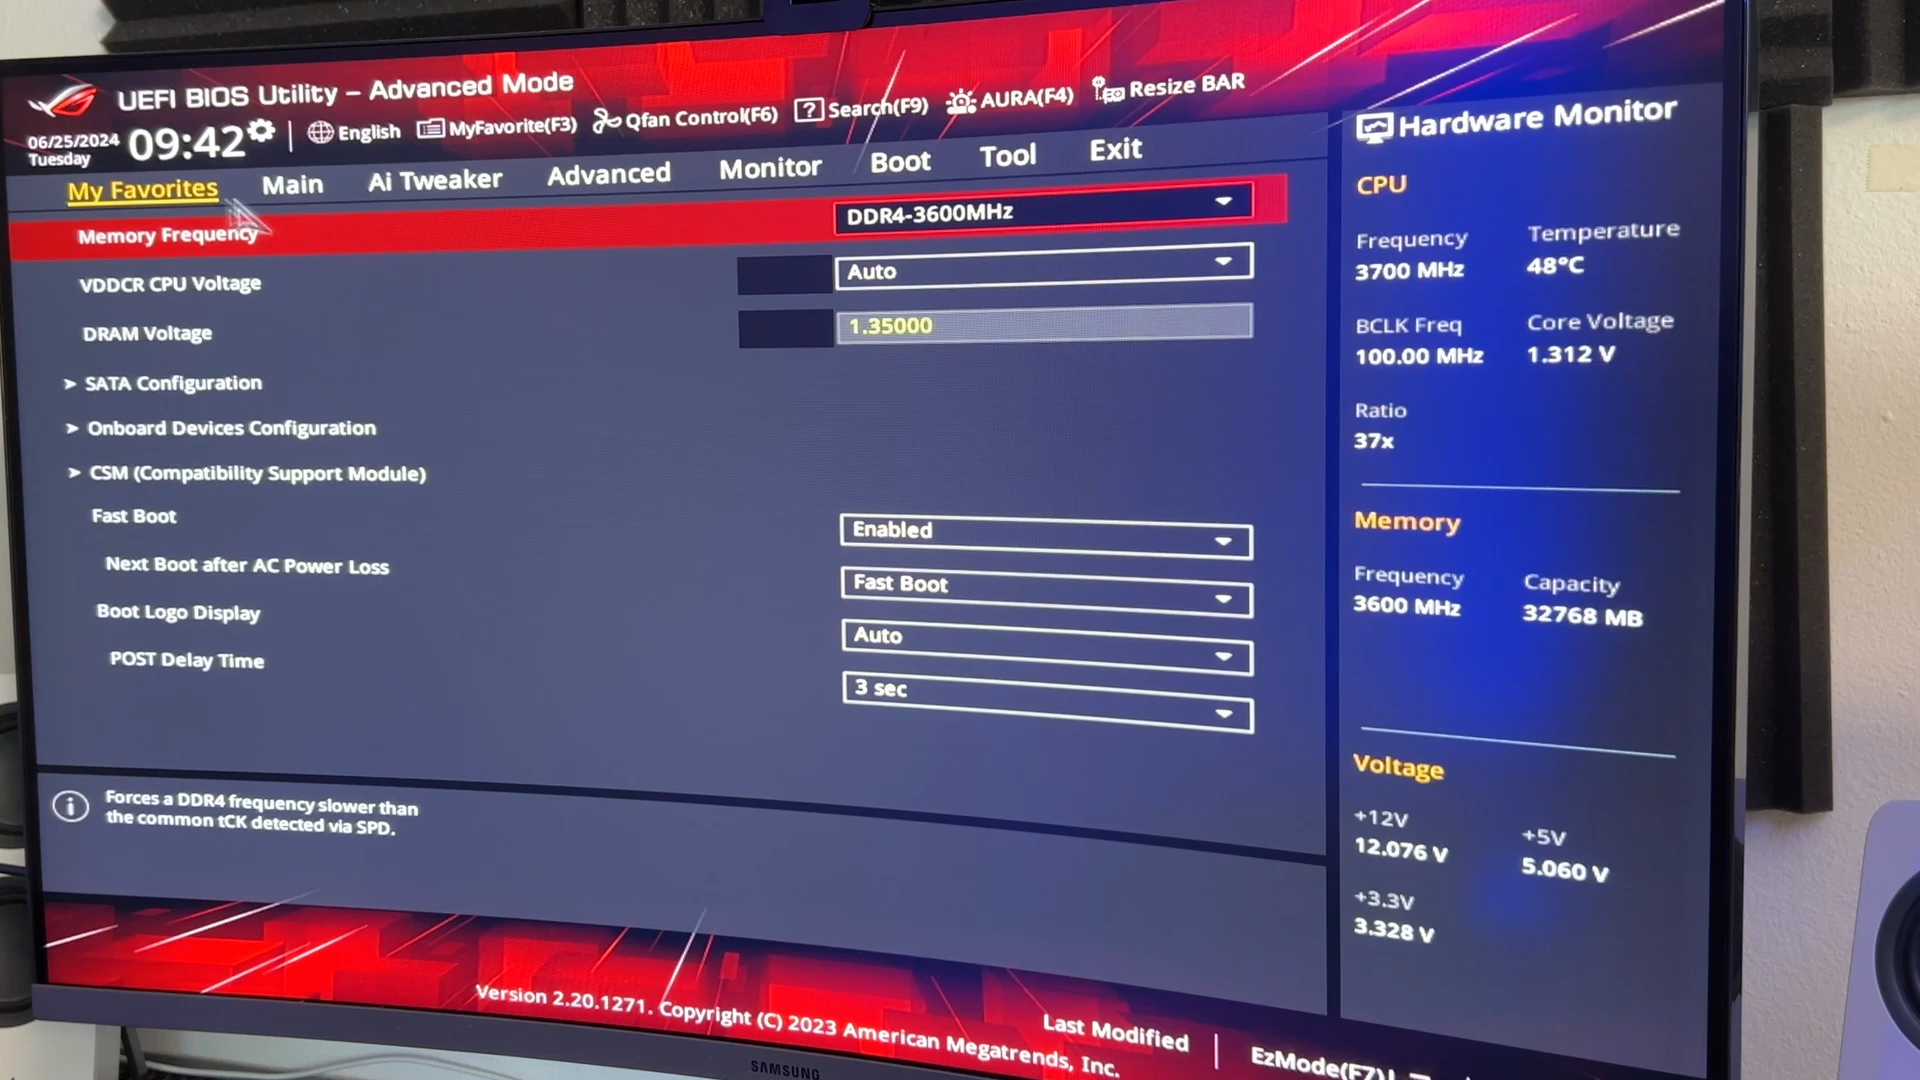 UEFI BIOS Utility – Advanced Mode
06/25/2024
Tuesday
09:42
English
MyFavorite(F3)
Qfan Control(F6)
Search(F9)
AURA(F4)
Resize BAR
My Favorites
Main
Ai Tweaker
Advanced
Monitor
Boot
Tool
Exit
Memory Frequency
DDR4-3600MHz
VDDCR CPU Voltage
Auto
DRAM Voltage
1.35000
> SATA Configuration
> Onboard Devices Configuration
> CSM (Compatibility Support Module)
Fast Boot
Enabled
Next Boot after AC Power Loss
Fast Boot
Boot Logo Display
Auto
POST Delay Time
3 sec
Forces a DDR4 frequency slower than
the common tCK detected via SPD.
Hardware Monitor
CPU
Frequency Temperature
3700 MHz 48°C
BCLK Freq Core Voltage
100.00 MHz 1.312 V
Ratio
37x
Memory
Frequency Capacity
3600 MHz 32768 MB
Voltage
+12V +5V
12.076 V 5.060 V
+3.3V
3.328 V
Version 2.20.1271. Copyright (C) 2023 American Megatrends, Inc.
Last Modified
EzMode(F7)
SAMSUNG